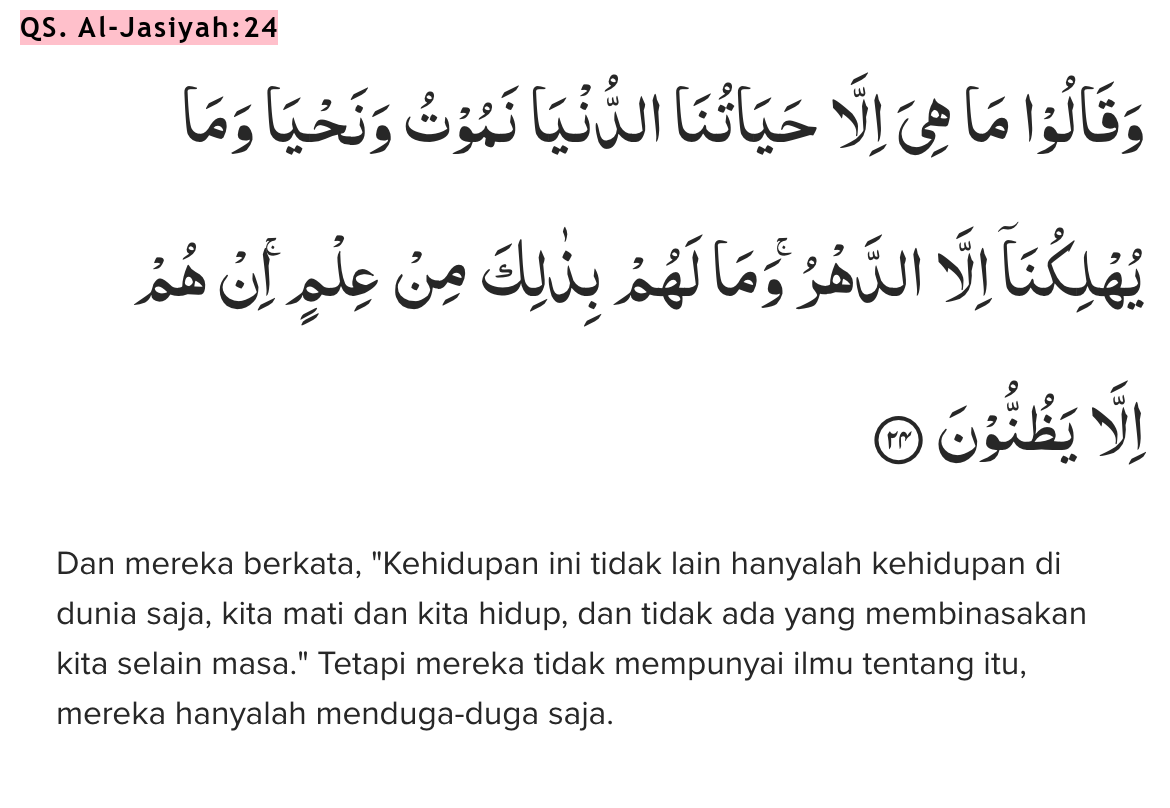 QS. Al-Jasiyah:24
وَقَالُوْا مَا هِيَ اِلَّا حَيَاتُنَا الدُّنْيَا نَمُوْتُ وَنَحْيَا وَمَا
يُهْلِكُنَآ اِلَّا الدَّهْرُۚ وَمَا لَهُمْ بِذٰلِكَ مِنْ عِلْمٍۚ اِنْ هُمْ
اِلَّا يَظُنُّوْنَ ٢٤
Dan mereka berkata, "Kehidupan ini tidak lain hanyalah kehidupan di
dunia saja, kita mati dan kita hidup, dan tidak ada yang membinasakan
kita selain masa." Tetapi mereka tidak mempunyai ilmu tentang itu,
mereka hanyalah menduga-duga saja.